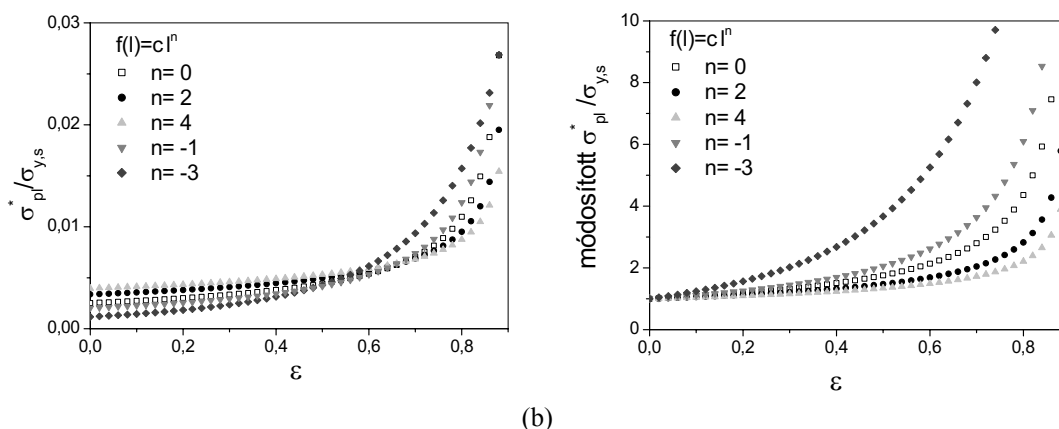 0,03
0,02
0,01
0,00
σ*pl/σy,s
f(l)=cl^n
n= 0
n= 2
n= 4
n= -1
n= -3
0,0 0,2 0,4 0,6 0,8
ε
10
8
6
4
2
0
módosított σ*pl/σy,s
f(l)=cl^n
n= 0
n= 2
n= 4
n= -1
n= -3
0,0 0,2 0,4 0,6 0,8
ε
(b)